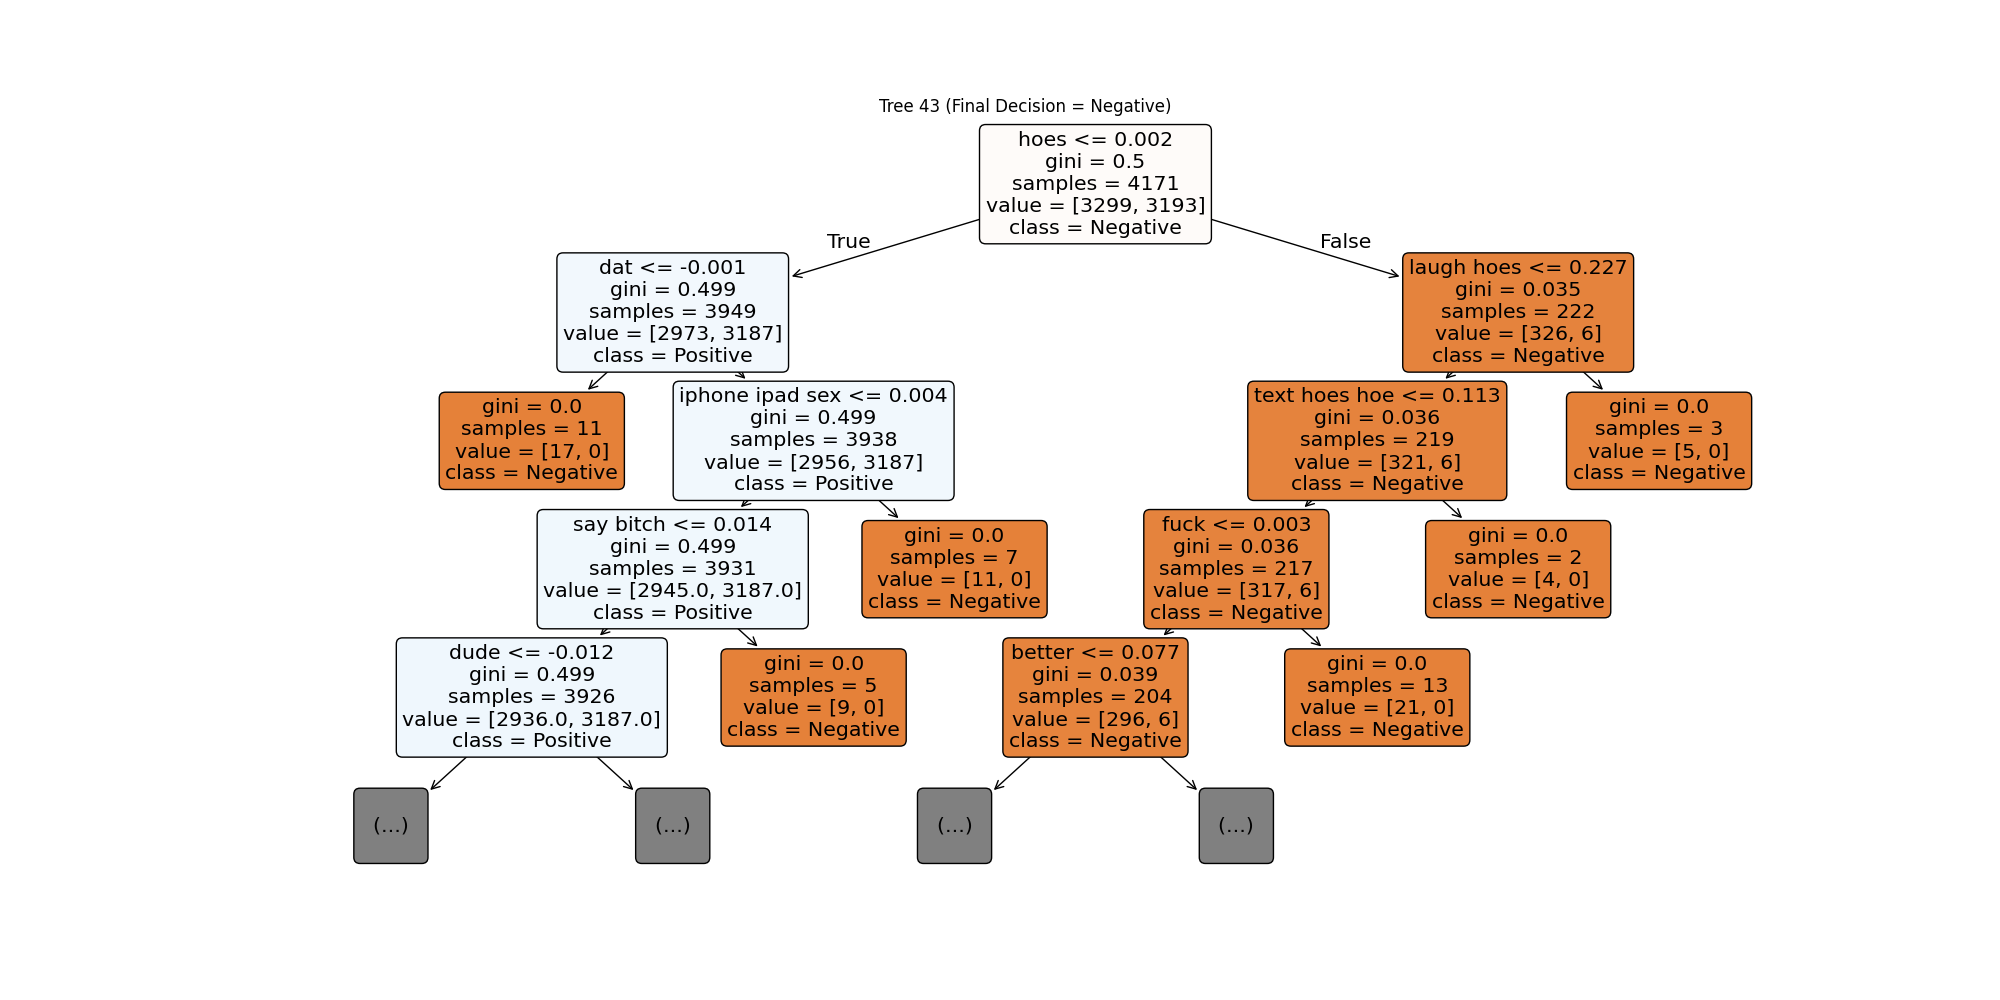 Tree 43 (Final Decision = Negative)
hoes <= 0.002
gini = 0.5
samples = 4171
value = [3299, 3193]
class = Negative
True
False
dat <= -0.001
gini = 0.499
samples = 3949
value = [2973, 3187]
class = Positive
laugh hoes <= 0.227
gini = 0.035
samples = 222
value = [326, 6]
class = Negative
gini = 0.0
samples = 11
value = [17, 0]
class = Negative
iphone ipad sex <= 0.004
gini = 0.499
samples = 3938
value = [2956, 3187]
class = Positive
text hoes hoe <= 0.113
gini = 0.036
samples = 219
value = [321, 6]
class = Negative
gini = 0.0
samples = 3
value = [5, 0]
class = Negative
say bitch <= 0.014
gini = 0.499
samples = 3931
value = [2945.0, 3187.0]
class = Positive
gini = 0.0
samples = 7
value = [11, 0]
class = Negative
fuck <= 0.003
gini = 0.036
samples = 217
value = [317, 6]
class = Negative
gini = 0.0
samples = 2
value = [4, 0]
class = Negative
dude <= -0.012
gini = 0.499
samples = 3926
value = [2936.0, 3187.0]
class = Positive
gini = 0.0
samples = 5
value = [9, 0]
class = Negative
better <= 0.077
gini = 0.039
samples = 204
value = [296, 6]
class = Negative
gini = 0.0
samples = 13
value = [21, 0]
class = Negative
(...)
(...)
(...)
(...)